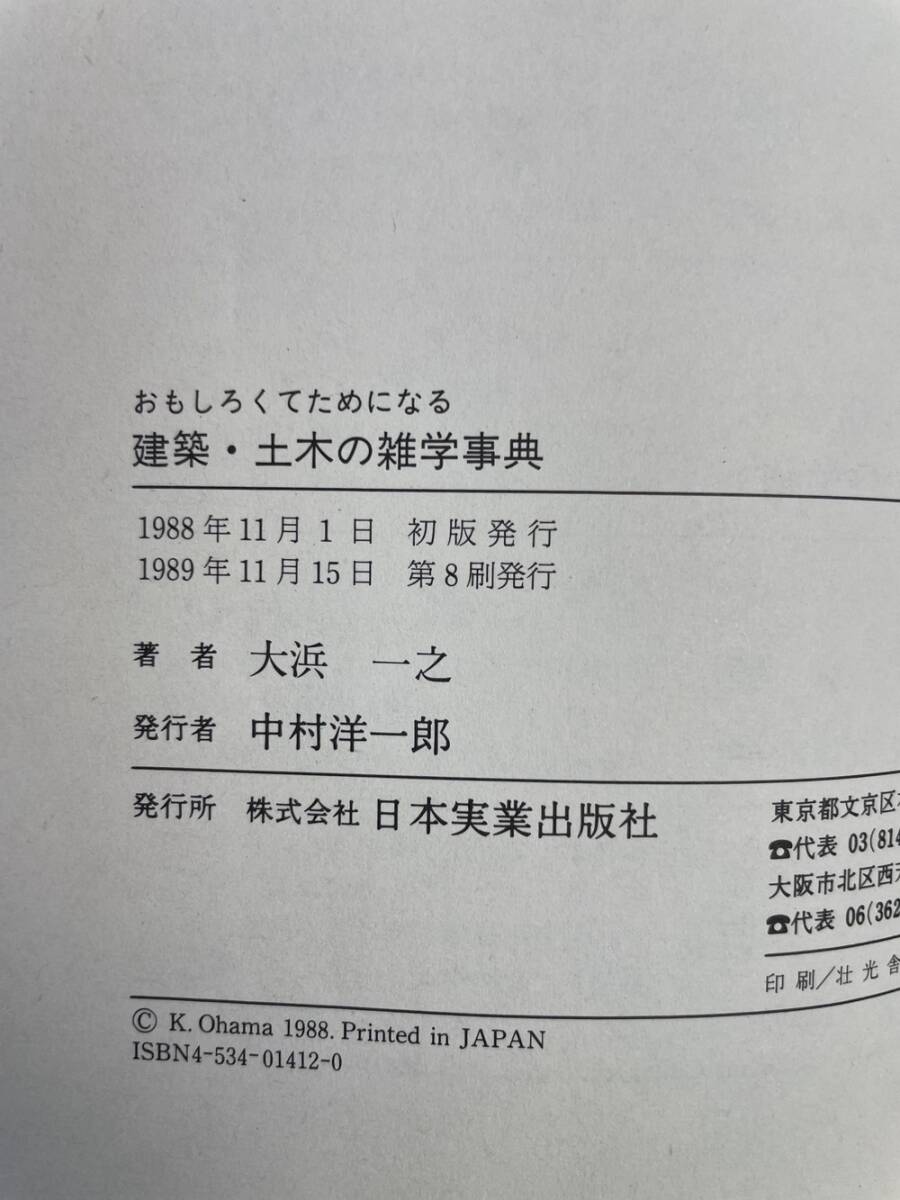 おもしろくてためになる
建築・土木の雑学事典
1988年11月1日 初版発行
1989年11月15日 第8刷発行
著者 大浜 一之
発行者 中村洋一郎
発行所 株式会社 日本実業出版社
東京都文京区
☎代表 03(814
大阪市北区西
☎代表 06(362
印刷/壮光舎
© K. Ohama 1988. Printed in JAPAN
ISBN4-534-01412-0